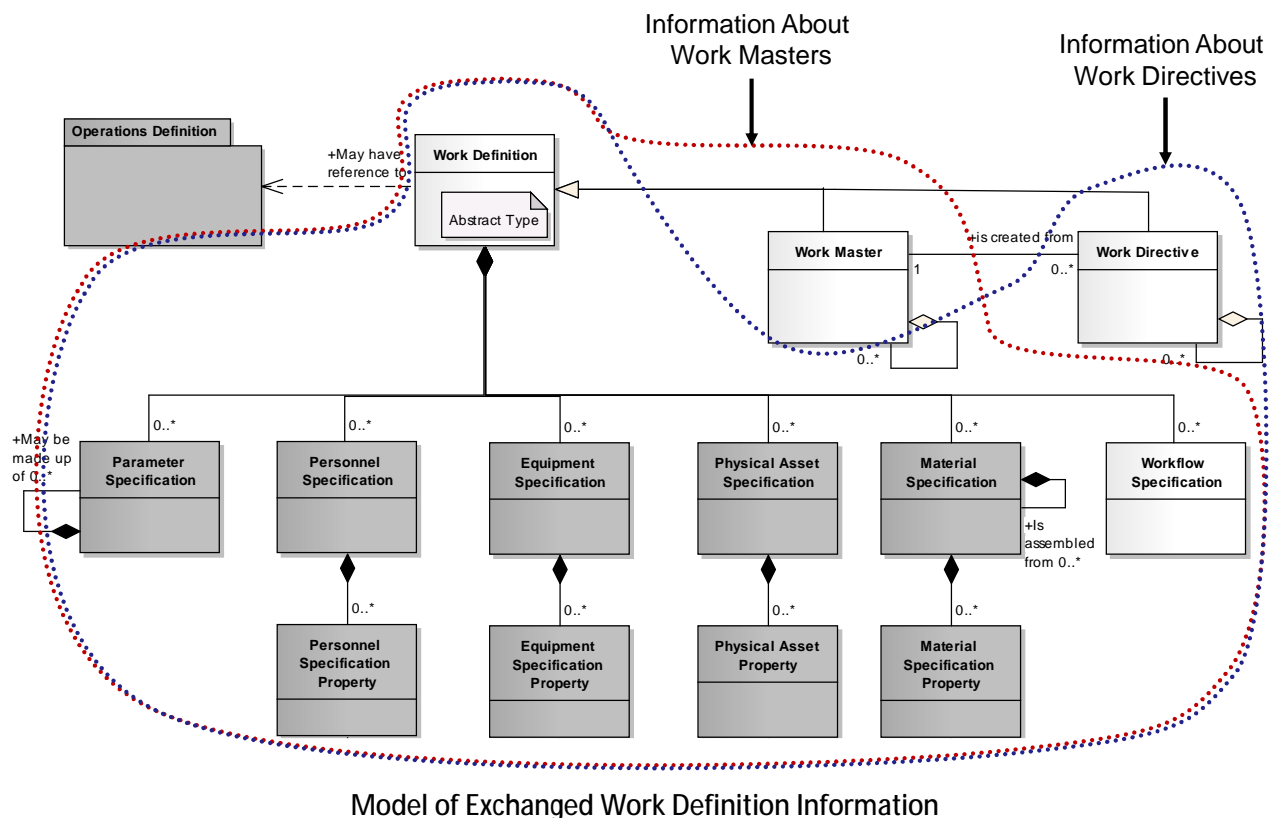 Information About
Work Masters
Information About
Work Directives
Operations Definition
+May have
reference to
Work Definition
Abstract Type
Work Master
+is created from
1
0..*
Work Directive
0..*
0..*
0..*
0..*
0..*
0..*
0..*
0..*
+May be
made up
of 0..*
Parameter
Specification
Personnel
Specification
Equipment
Specification
Physical Asset
Specification
Material
Specification
Workflow
Specification
+Is
assembled
from 0..*
0..*
0..*
0..*
0..*
Personnel
Specification
Property
Equipment
Specification
Property
Physical Asset
Property
Material
Specification
Property
Model of Exchanged Work Definition Information